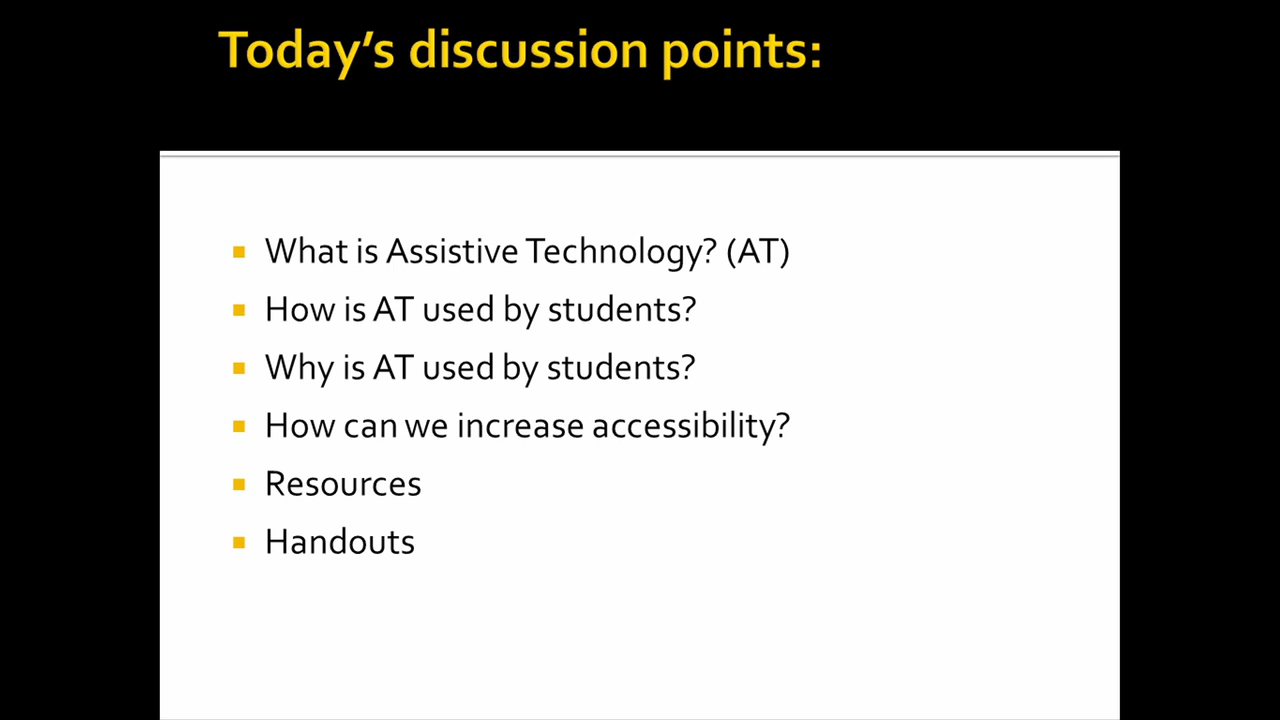 Today’s discussion points:
What is Assistive Technology? (AT)
How is AT used by students?
Why is AT used by students?
How can we increase accessibility?
Resources
Handouts